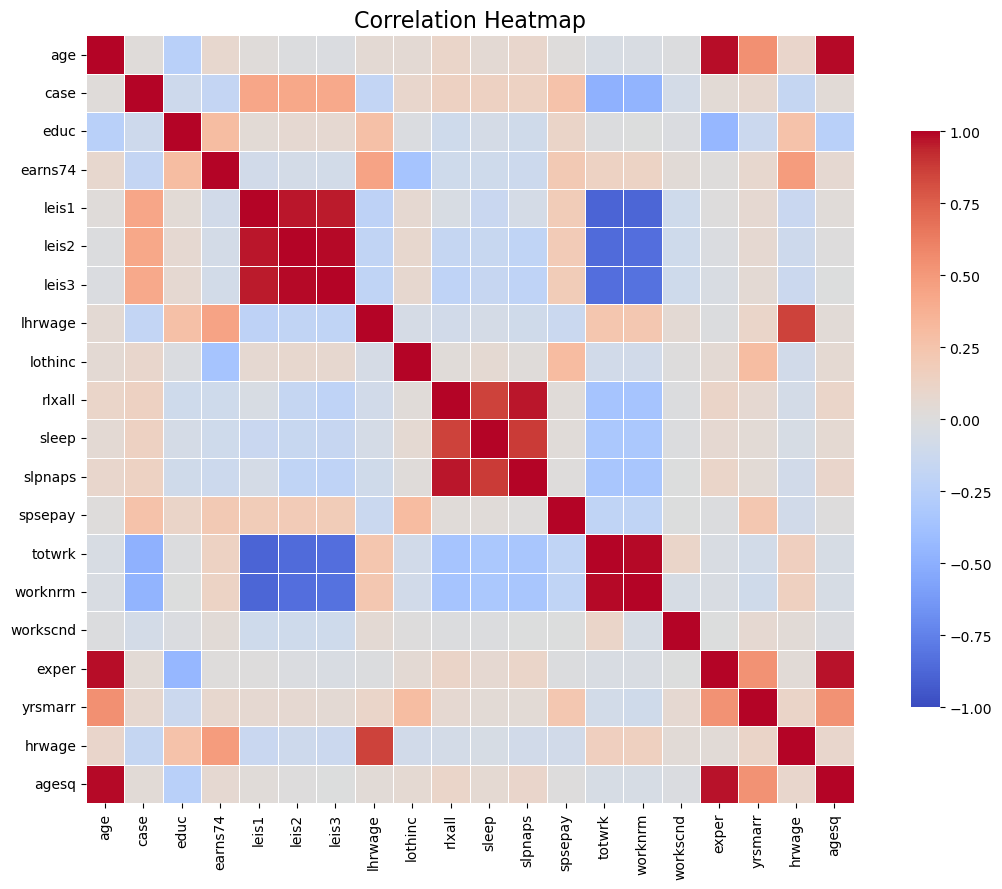 Correlation Heatmap
age
case
educ
earns74
leis1
leis2
leis3
lhrwage
lothinc
rlxall
sleep
slpnaps
spsepay
totwrk
worknrm
workscnd
exper
yrsmarr
hrwage
agesq
age
case
educ
earns74
leis1
leis2
leis3
lhrwage
lothinc
rlxall
sleep
slpnaps
spsepay
totwrk
worknrm
workscnd
exper
yrsmarr
hrwage
agesq
1.00
0.75
0.50
0.25
0.00
−0.25
−0.50
−0.75
−1.00